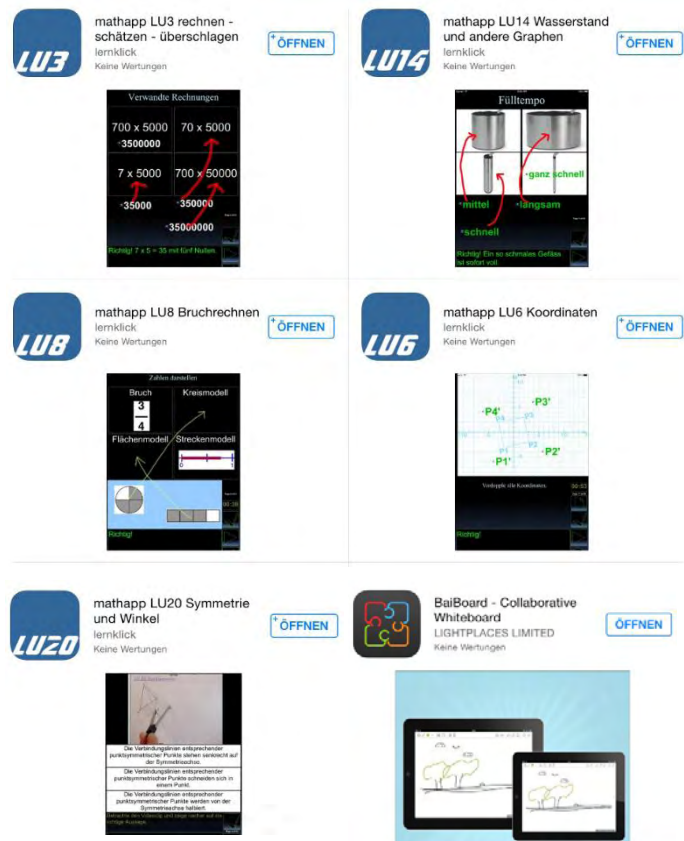 LU3
mathapp LU3 rechnen -
schätzen - überschlagen
lernklick
Keine Wertungen
+ ÖFFNEN
Verwandte Rechnungen
700 x 5000
70 x 5000
3500000
7 x 5000
700 x 50000
35000
350000
35000000
Richtig! 7 x 5 = 35 mit fünf Nullen.
LU14
mathapp LU14 Wasserstand
und andere Graphen
lernklick
Keine Wertungen
+ ÖFFNEN
Fülltempo
ganz schnell
mittel
langsam
schnell
Richtig! Ein so schmales Gefäss
ist sofort voll.
LU8
mathapp LU8 Bruchrechnen
lernklick
Keine Wertungen
+ ÖFFNEN
Zahlen darstellen
Bruch
Kreismodell
3
4
Flächenmodell
Streckenmodell
0
1
Richtig!
LU6
mathapp LU6 Koordinaten
lernklick
Keine Wertungen
+ ÖFFNEN
P4'
P3'
P4
P3
P1
P2
P1'
P2'
Verdopple alle Koordinaten.
Richtig!
LU20
mathapp LU20 Symmetrie
und Winkel
lernklick
Keine Wertungen
+ ÖFFNEN
Die Verbindungslinien entsprechender
punktsymmetrischer Punkte stehen senkrecht auf
der Symmetrieachse.
Die Verbindungslinien entsprechender
punktsymmetrischer Punkte schneiden sich in
einem Punkt.
Die Verbindungslinien entsprechender
punktsymmetrischer Punkte werden von der
Symmetrieachse halbiert.
BaiBoard - Collaborative
Whiteboard
LIGHTPLACES LIMITED
Keine Wertungen
ÖFFNEN